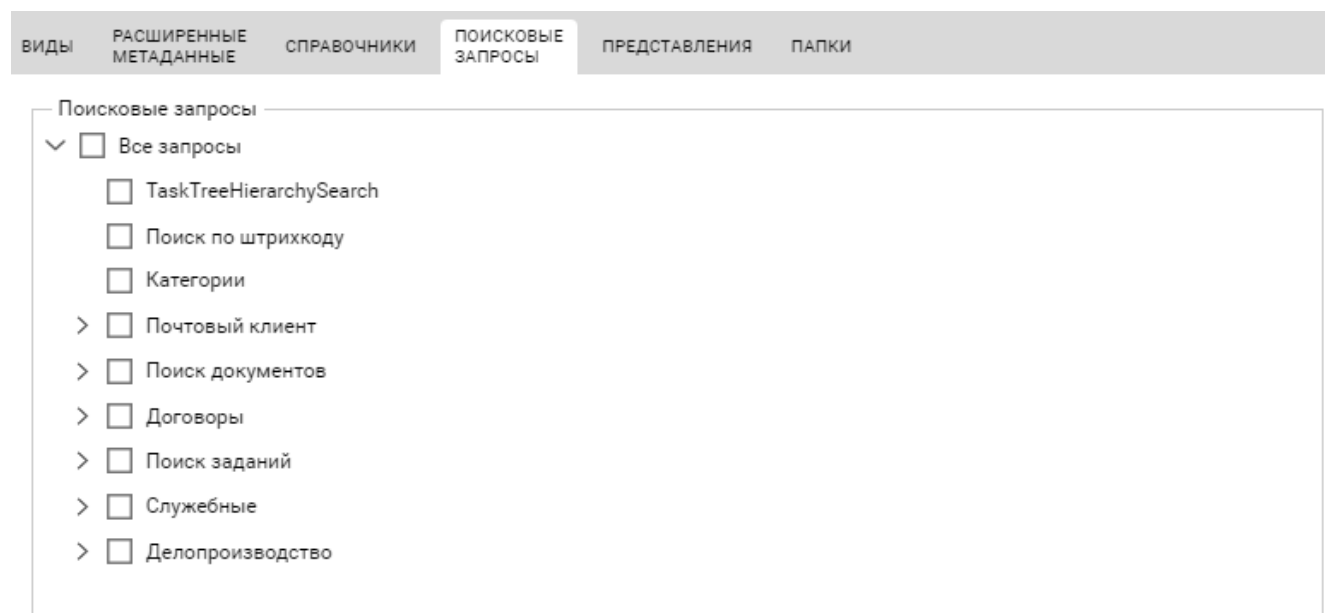 ВИДЫ
РАСШИРЕННЫЕ
МЕТАДАННЫЕ
СПРАВОЧНИКИ
ПОИСКОВЫЕ
ЗАПРОСЫ
ПРЕДСТАВЛЕНИЯ
ПАПКИ
Поисковые запросы
Все запросы
TaskTreeHierarchySearch
Поиск по штрихкоду
Категории
Почтовый клиент
Поиск документов
Договоры
Поиск заданий
Служебные
Делопроизводство